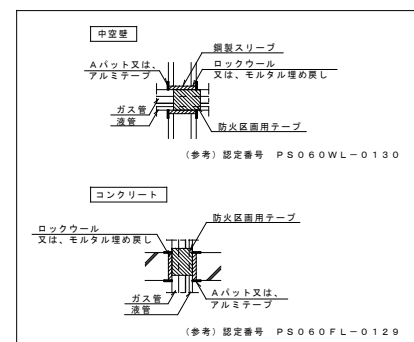 中空壁
鋼製スリーブ
Aパット又は、
アルミテープ
ロックウール
又は、モルタル埋め戻し
ガス管
液管
防火区画用テープ
(参考) 認定番号 PS060WL-0130
コンクリート
防火区画用テープ
ロックウール
又は、モルタル埋め戻し
ガス管
液管
Aパット又は、
アルミテープ
(参考) 認定番号 PS060FL-0129